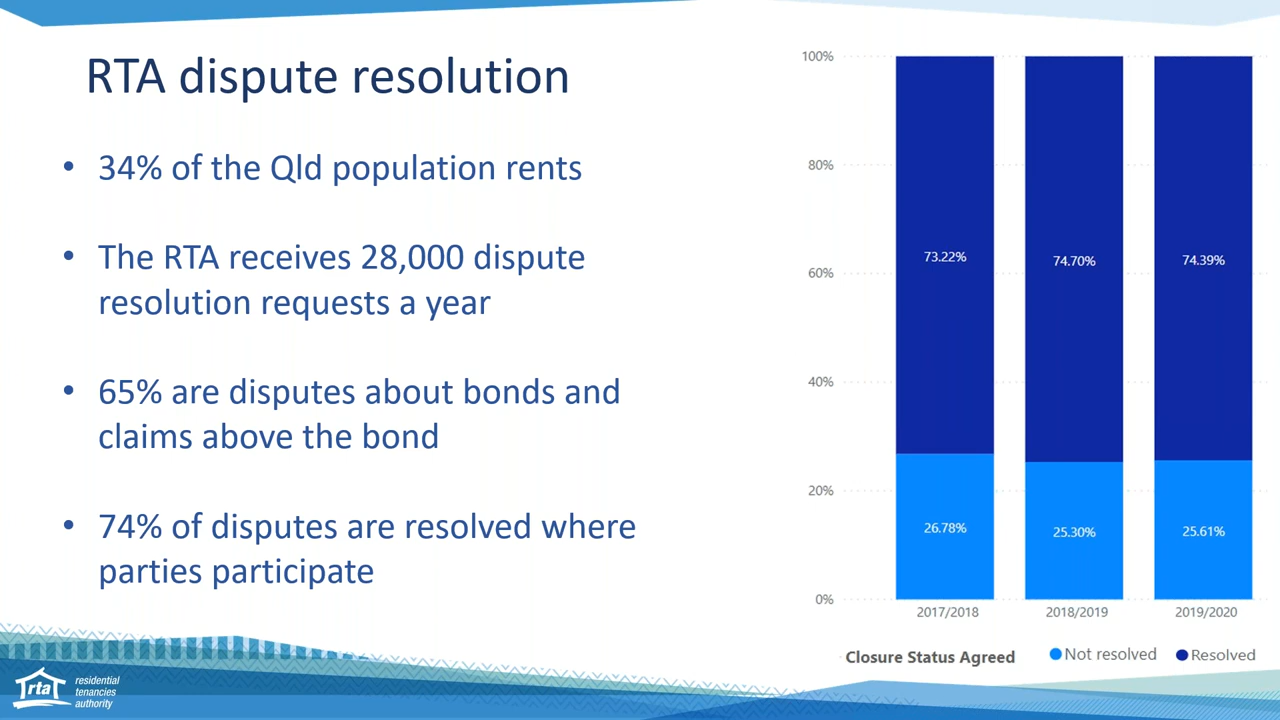 RTA dispute resolution
• 34% of the Qld population rents
• The RTA receives 28,000 dispute
resolution requests a year
• 65% are disputes about bonds and
claims above the bond
• 74% of disputes are resolved where
parties participate
100%
80%
60%
40%
20%
0%
73.22%
74.70%
74.39%
26.78%
25.30%
25.61%
2017/2018
2018/2019
2019/2020
Closure Status Agreed
Not resolved
Resolved
rta
residential
tenancies
authority